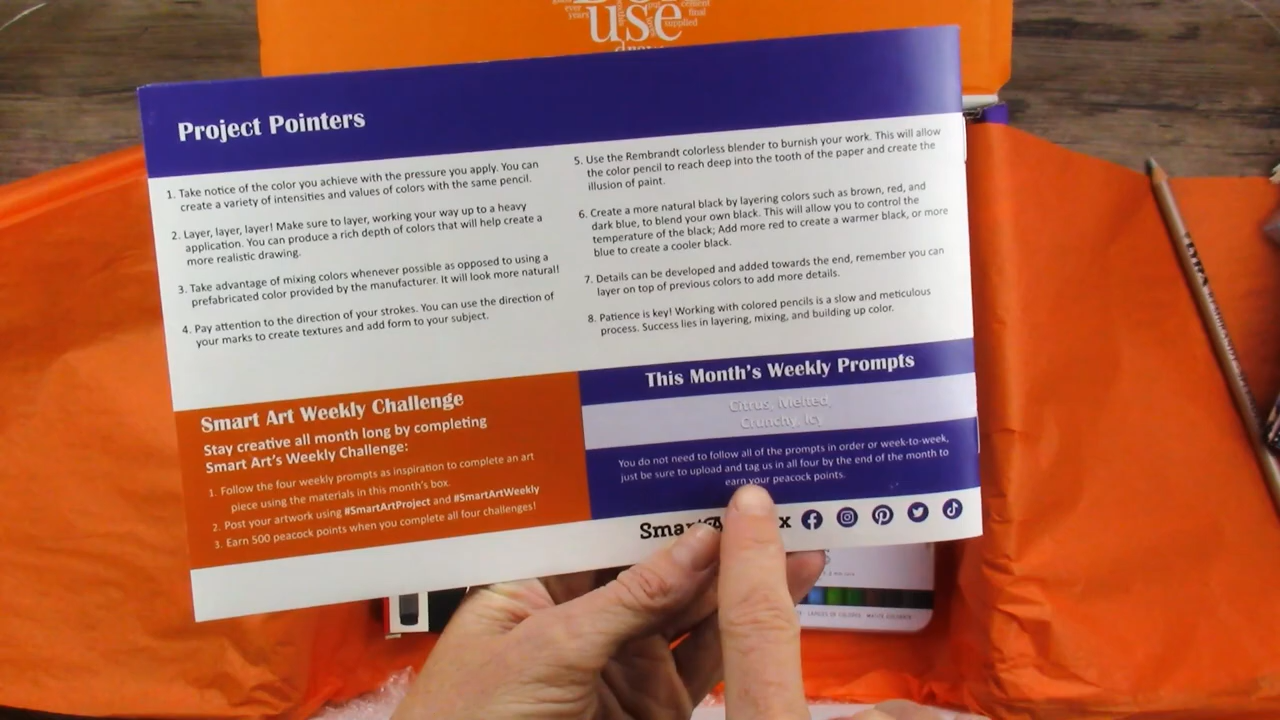 use
ever
years
final
supplied
Project Pointers
1. Take notice of the color you achieve with the pressure you apply. You can
create a variety of intensities and values of colors with the same pencil.
2. Layer, layer, layer! Make sure to layer, working your way up to a heavy
application. You can produce a rich depth of colors that will help create a
more realistic drawing.
3. Take advantage of mixing colors whenever possible as opposed to using a
prefabricated color provided by the manufacturer. It will look more natural!
4. Pay attention to the direction of your strokes. You can use the direction of
your marks to create textures and add form to your subject.
5. Use the Rembrandt colorless blender to burnish your work. This will allow
the color pencil to reach deep into the tooth of the paper and create the
illusion of paint.
6. Create a more natural black by layering colors such as brown, red, and
dark blue, to blend your own black. This will allow you to control the
temperature of the black; Add more red to create a warmer black, or more
blue to create a cooler black.
7. Details can be developed and added towards the end, remember you can
layer on top of previous colors to add more details.
8. Patience is key! Working with colored pencils is a slow and meticulous
process. Success lies in layering, mixing, and building up color.
Smart Art Weekly Challenge
Stay creative all month long by completing
Smart Art's Weekly Challenge:
1. Follow the four weekly prompts as inspiration to complete an art
piece using the materials in this month's box.
2. Post your artwork using #SmartArtProject and #SmartArtWeekly
3. Earn 500 peacock points when you complete all four challenges!
This Month's Weekly Prompts
Citrus, Melted,
Crunchy, Icy
You do not need to follow all of the prompts in order or week-to-week,
just be sure to upload and tag us in all four by the end of the month to
earn your peacock points.
LYRA